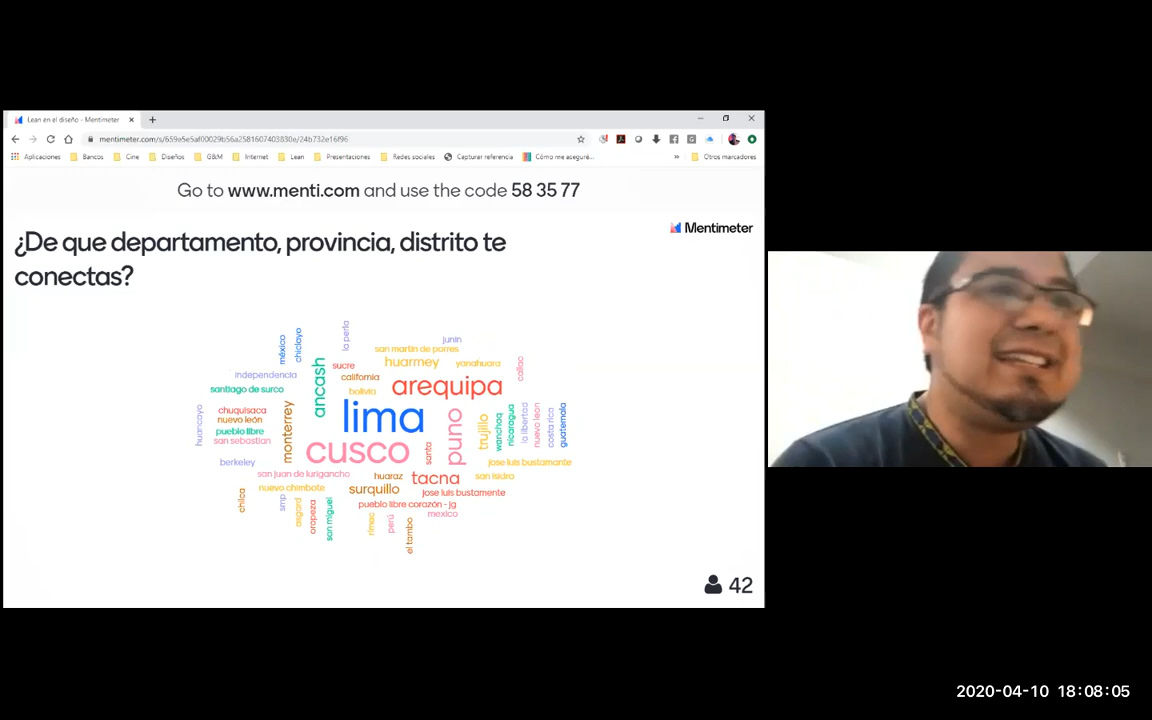 Lean en el diseño - Mentimeter
mentimeter.com/s/659e5e5af00029b56a2581607403830e/24b732e16f96
Aplicaciones Bancos Cine Diseños G&M Internet Lean Presentaciones Redes sociales Capturar referencia Cómo me aseguré... » Otros marcadores
Go to www.menti.com and use the code 58 35 77
Mentimeter
¿De que departamento, provincia, distrito te
conectas?
méxico
chiclayo
la perla
junin
san martin de porres
ancash
sucre
huarmey
yanahuara
callao
independencia
california
santiago de surco
bolivia
arequipa
huancayo
chuquisaca
nuevo león
pueblo libre
san sebastian
monterrey
lima
cusco
santa
puno
trujillo
wanchaq
nicaragua
la libertad
nuevo leon
costa rica
guatemala
berkeley
jose luis bustamante
san juan de lurigancho
huaraz
tacna
san isidro
chilca
nuevo chimbote
surquillo
jose luis bustemante
smp
asgard
oropeza
san miguel
pueblo libre corazón - jg
rimac
perú
mexico
el tambo
42
2020-04-10 18:08:05